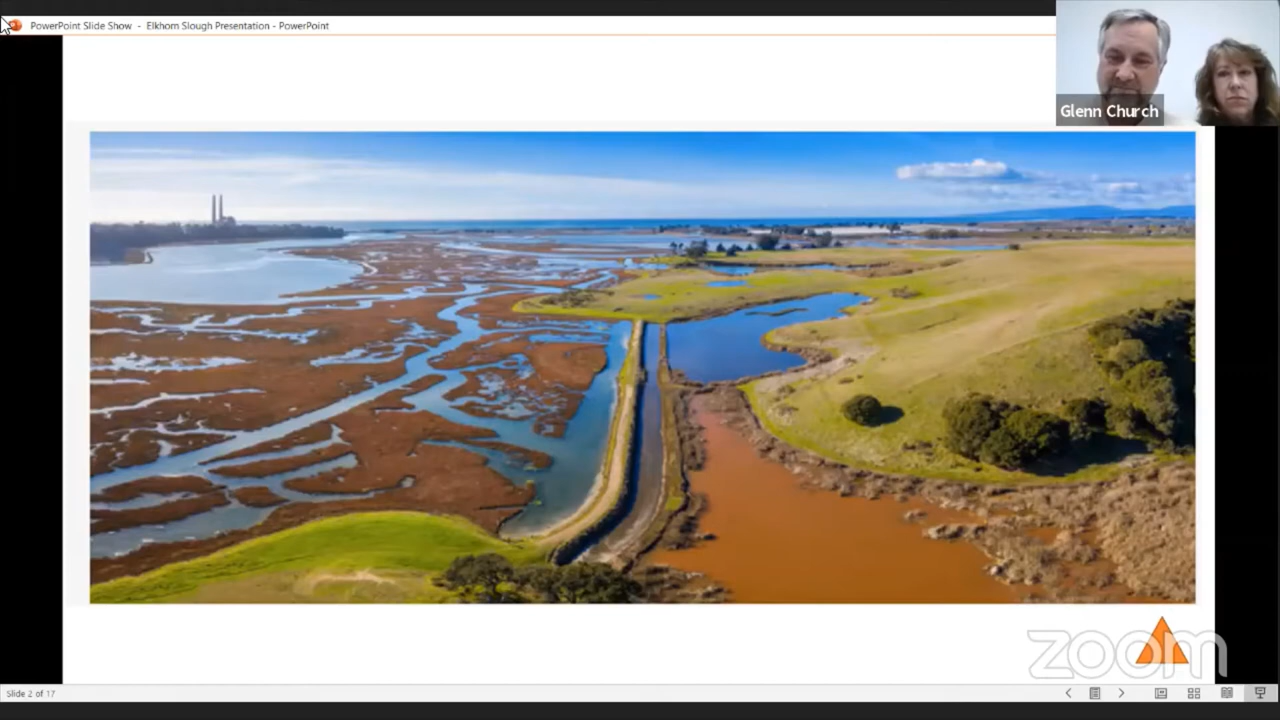 PowerPoint Slide Show - Elkhorn Slough Presentation - PowerPoint
Glenn Church
zoom
Slide 2 of 17